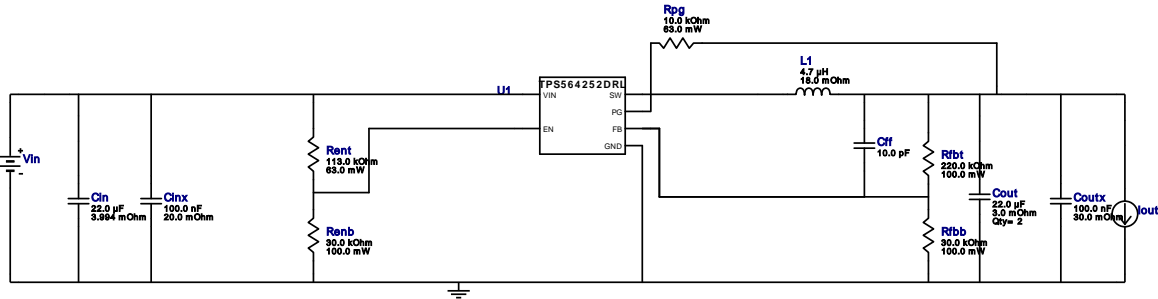 Rpg
10.0 kOhm
63.0 mW
L1
4.7 µH
18.0 mOhm
U1
TPS564252DRL
VIN
SW
PG
EN
FB
GND
+
Vin
-
Cin
22.0 µF
3.994 mOhm
Cinx
100.0 nF
20.0 mOhm
Rent
113.0 kOhm
63.0 mW
Renb
30.0 kOhm
100.0 mW
Cff
10.0 pF
Rfbt
220.0 kOhm
100.0 mW
Rfbb
30.0 kOhm
100.0 mW
Cout
22.0 µF
3.0 mOhm
Qty= 2
Coutx
100.0 nF
30.0 mOhm
Iout